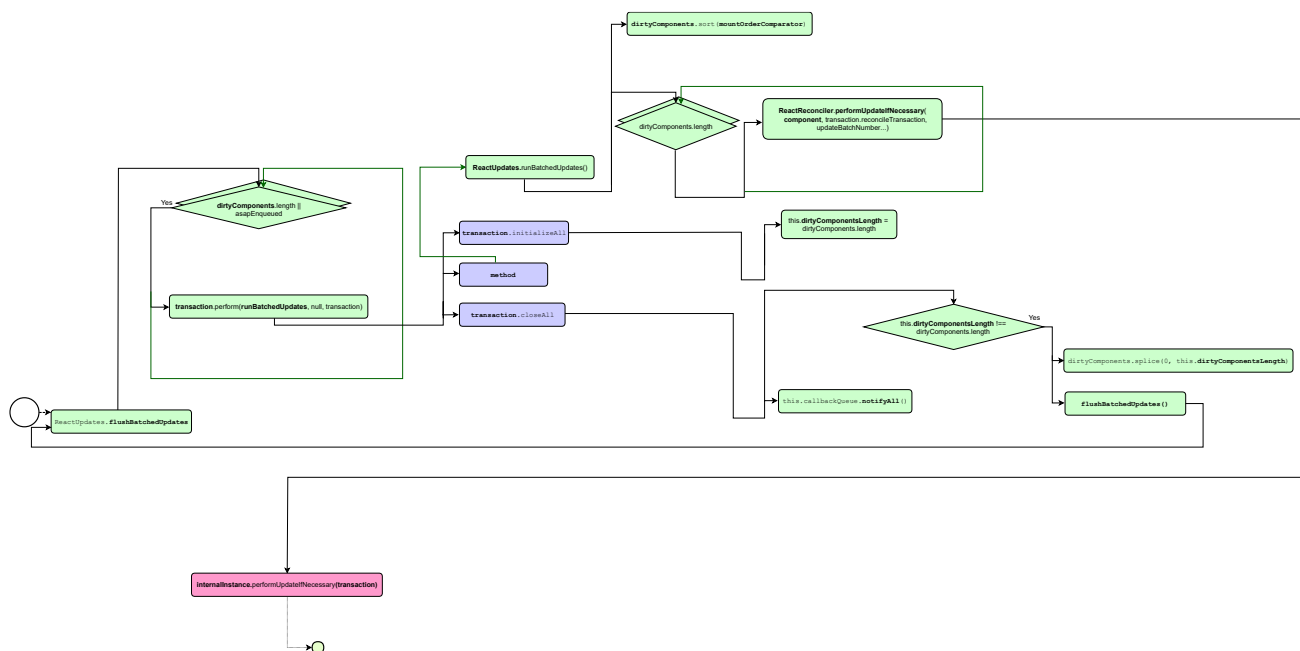 dirtyComponents.sort(mountOrderComparator)
dirtyComponents.length
ReactReconciler.performUpdateIfNecessary(
component, transaction.reconcileTransaction,
updateBatchNumber...)
ReactUpdates.runBatchedUpdates()
Yes
dirtyComponents.length ||
asapEnqueued
transaction.initializeAll
this.dirtyComponentsLength =
dirtyComponents.length
method
transaction.perform(runBatchedUpdates, null, transaction)
transaction.closeAll
this.dirtyComponentsLength !==
dirtyComponents.length
Yes
dirtyComponents.splice(0, this.dirtyComponentsLength)
this.callbackQueue.notifyAll()
flushBatchedUpdates()
ReactUpdates.flushBatchedUpdates
internalInstance.performUpdateIfNecessary(transaction)